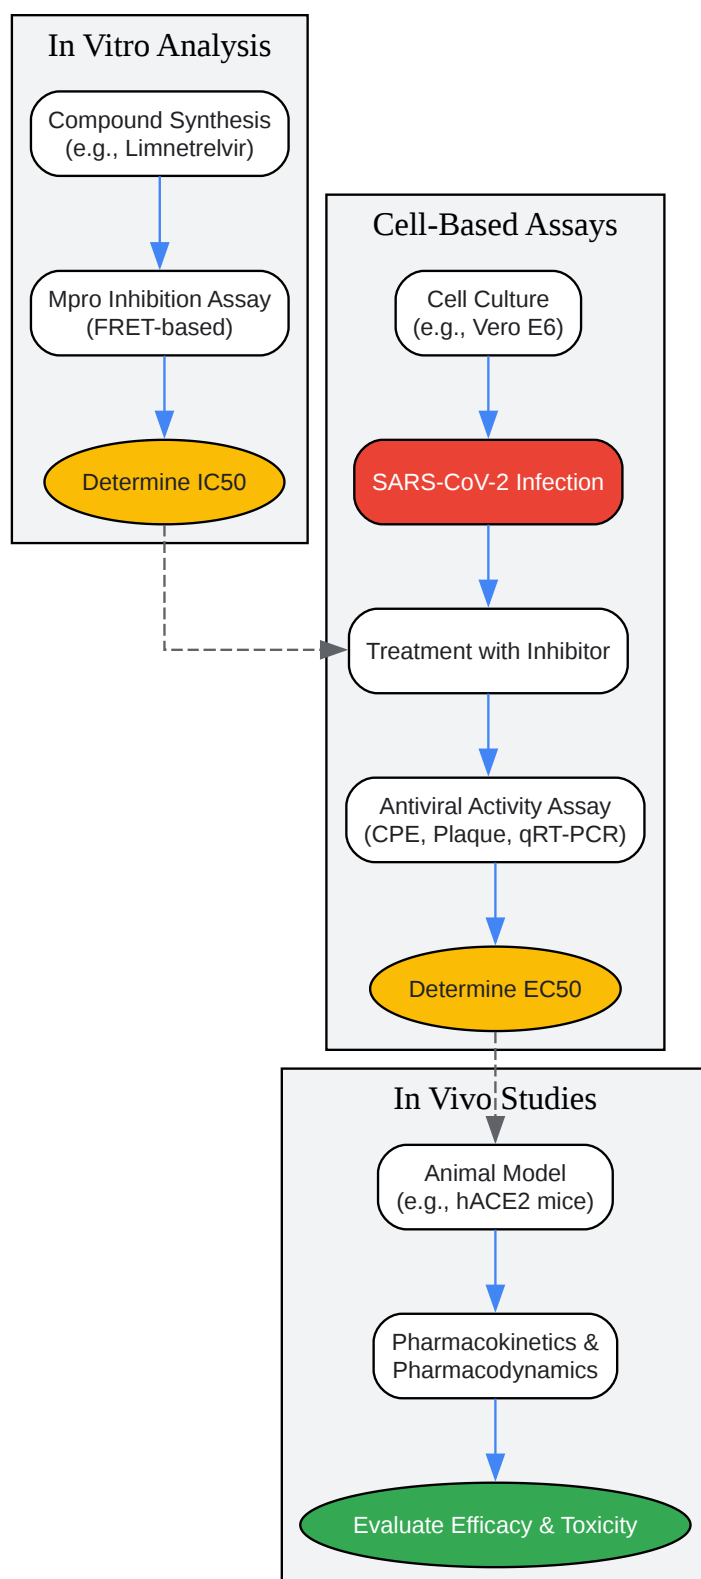 In Vitro Analysis
Compound Synthesis
(e.g., Limnetrelvir)
Mpro Inhibition Assay
(FRET-based)
Determine IC50
Cell-Based Assays
Cell Culture
(e.g., Vero E6)
SARS-CoV-2 Infection
Treatment with Inhibitor
Antiviral Activity Assay
(CPE, Plaque, qRT-PCR)
Determine EC50
In Vivo Studies
Animal Model
(e.g., hACE2 mice)
Pharmacokinetics &
Pharmacodynamics
Evaluate Efficacy & Toxicity